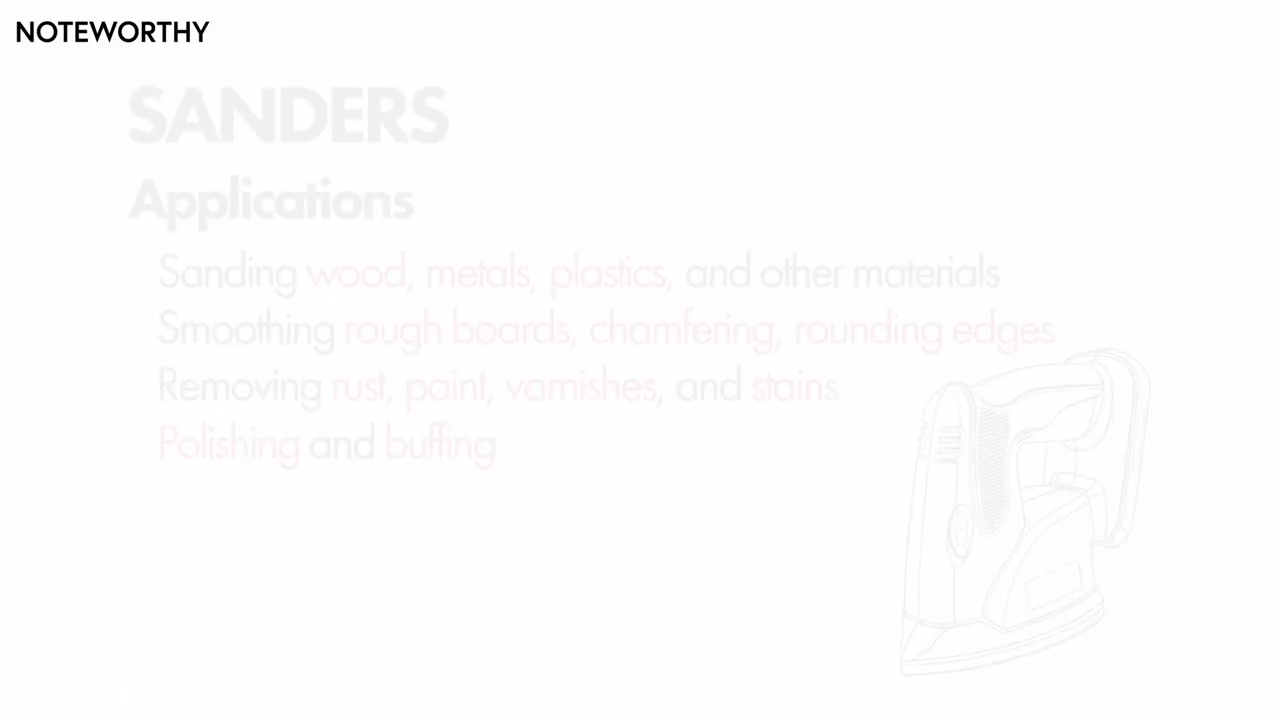 NOTEWORTHY
SANDERS
Applications
Sanding wood, metals, plastics, and other materials
Smoothing rough boards, chamfering, rounding edges
Removing rust, paint, varnishes, and stains
Polishing and buffing